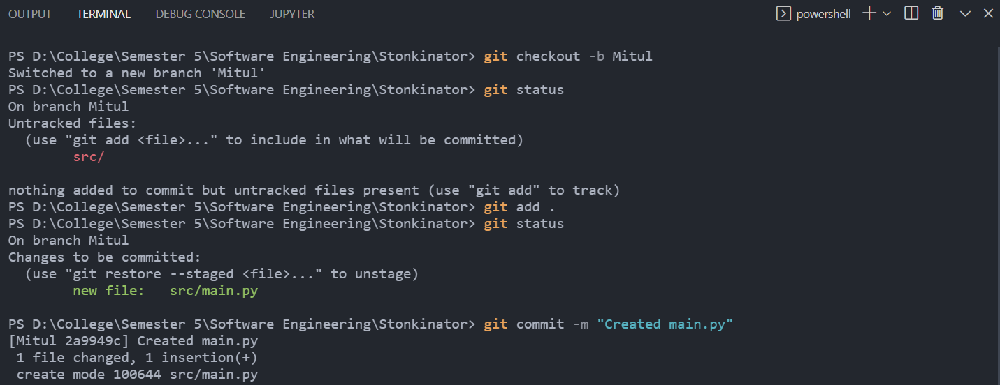 OUTPUT TERMINAL DEBUG CONSOLE JUPYTER powershell
PS D:\College\Semester 5\Software Engineering\Stonkinator> git checkout -b Mitul
Switched to a new branch 'Mitul'
PS D:\College\Semester 5\Software Engineering\Stonkinator> git status
On branch Mitul
Untracked files:
  (use "git add <file>..." to include in what will be committed)
        src/

nothing added to commit but untracked files present (use "git add" to track)
PS D:\College\Semester 5\Software Engineering\Stonkinator> git add .
PS D:\College\Semester 5\Software Engineering\Stonkinator> git status
On branch Mitul
Changes to be committed:
  (use "git restore --staged <file>..." to unstage)
        new file:   src/main.py

PS D:\College\Semester 5\Software Engineering\Stonkinator> git commit -m "Created main.py"
[Mitul 2a9949c] Created main.py
 1 file changed, 1 insertion(+)
 create mode 100644 src/main.py